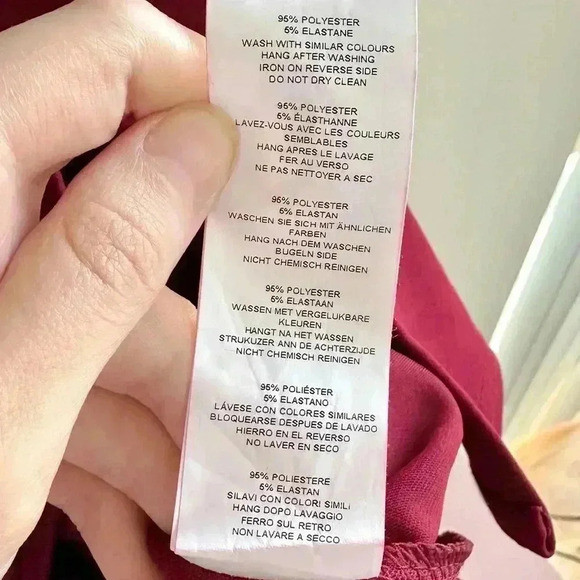 95% POLYESTER
5% ELASTANE
WASH WITH SIMILAR COLOURS
HANG AFTER WASHING
IRON ON REVERSE SIDE
DO NOT DRY CLEAN
95% POLYESTER
5% ÉLASTHANNE
LAVEZ-VOUS AVEC LES COULEURS
SEMBLABLES
HANG APRES LE LAVAGE
FER AU VERSO
NE PAS NETTOYER A SEC
95% POLYESTER
5% ELASTAN
WASCHEN SIE SICH MIT ÄHNLICHEN
FARBEN
HANG NACH DEM WASCHEN
BUGELN SIDE
NICHT CHEMISCH REINIGEN
95% POLYESTER
5% ELASTAAN
WASSEN MET VERGELUKBARE
KLEUREN
HANGT NA HET WASSEN
STRUKUZER ANN DE ACHTERZIJDE
NICHT CHEMISCH REINIGEN
95% POLIÉSTER
5% ELASTANO
LÁVESE CON COLORES SIMILARES
BLOQUEARSE DESPUES DE LAVADO
HIERRO EN EL REVERSO
NO LAVER EN SECO
95% POLIESTERE
5% ELASTAN
SILAVI CON COLORI SIMILI
HANG DOPO LAVAGGIO
FERRO SUL RETRO
NON LAVARE A SECCO